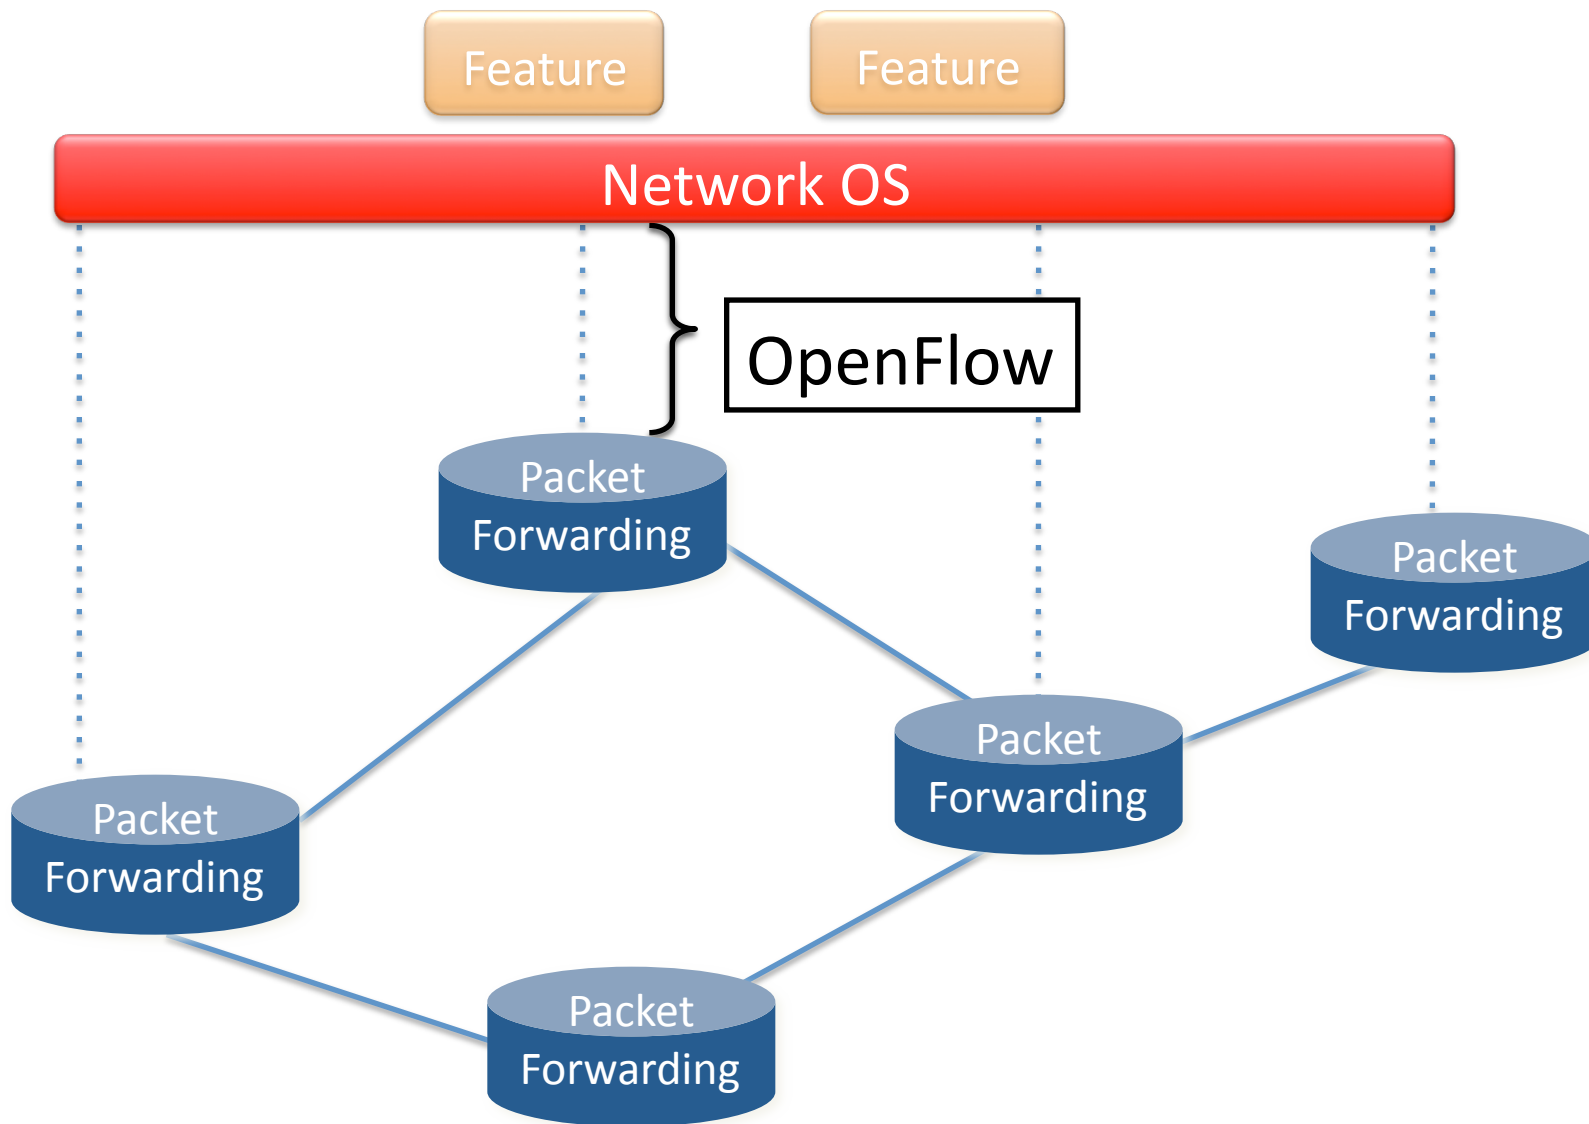 Feature
Feature
Network OS
OpenFlow
Packet
Forwarding
Packet
Forwarding
Packet
Forwarding
Packet
Forwarding
Packet
Forwarding